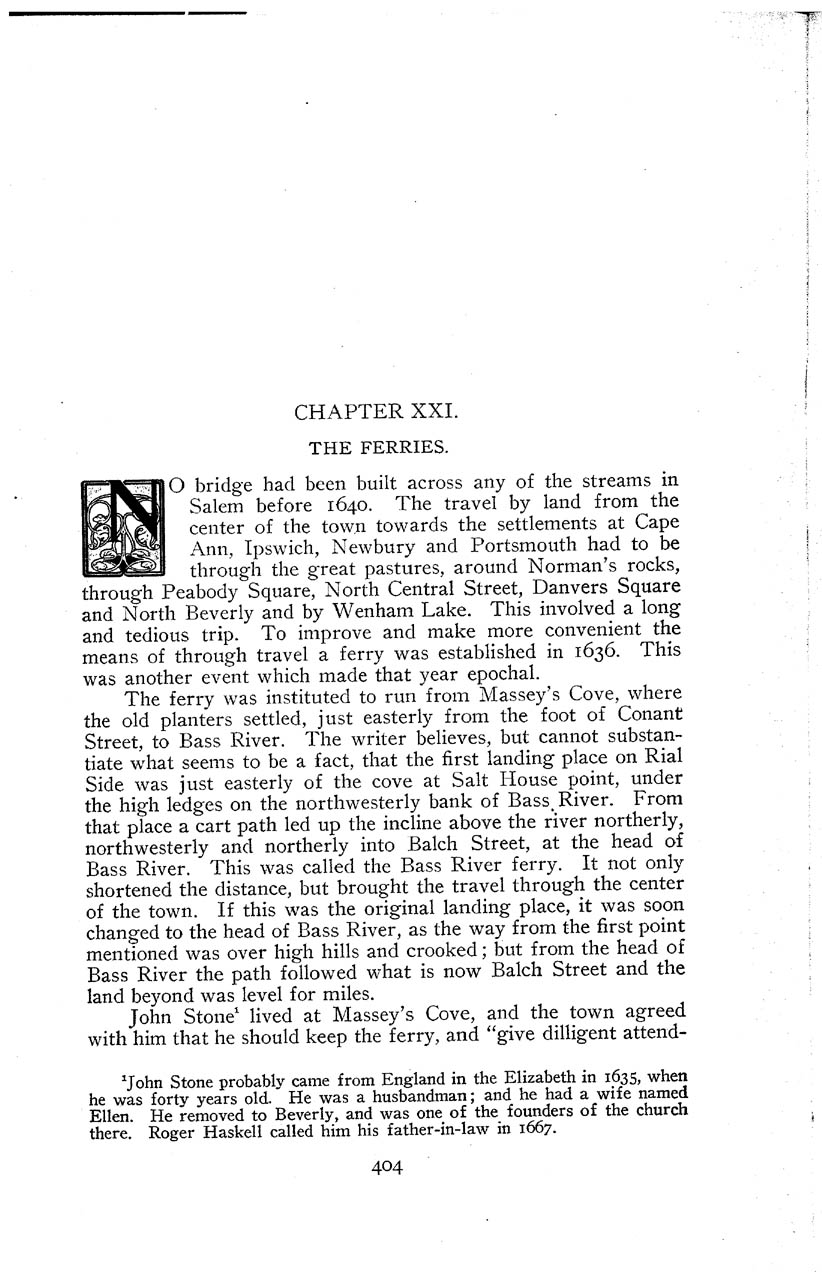 CHAPTER XXI.
THE FERRIES.
NO bridge had been built across any of the streams in
Salem before 1640. The travel by land from the
center of the town towards the settlements at Cape
Ann, Ipswich, Newbury and Portsmouth had to be
through the great pastures, around Norman's rocks,
through Peabody Square, North Central Street, Danvers Square
and North Beverly and by Wenham Lake. This involved a long
and tedious trip. To improve and make more convenient the
means of through travel a ferry was established in 1636. This
was another event which made that year epochal.
The ferry was instituted to run from Massey's Cove, where
the old planters settled, just easterly from the foot of Conant
Street, to Bass River. The writer believes, but cannot substan-
tiate what seems to be a fact, that the first landing place on Rial
Side was just easterly of the cove at Salt House point, under
the high ledges on the northwesterly bank of Bass River. From
that place a cart path led up the incline above the river northerly,
northwesterly and northerly into Balch Street, at the head of
Bass River. This was called the Bass River ferry. It not only
shortened the distance, but brought the travel through the center
of the town. If this was the original landing place, it was soon
changed to the head of Bass River, as the way from the first point
mentioned was over high hills and crooked; but from the head of
Bass River the path followed what is now Balch Street and the
land beyond was level for miles.
John Stone¹ lived at Massey's Cove, and the town agreed
with him that he should keep the ferry, and "give dilligent attend-
¹John Stone probably came from England in the Elizabeth in 1635, when
he was forty years old. He was a husbandman; and he had a wife named
Ellen. He removed to Beverly, and was one of the founders of the church
there. Roger Haskell called him his father-in-law in 1667.
404